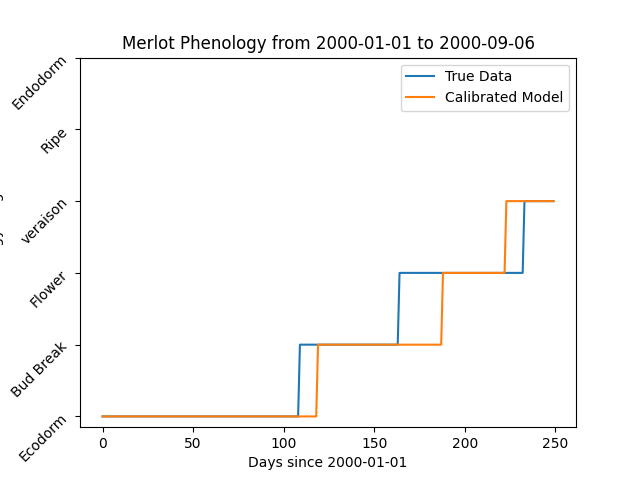 Merlot Phenology from 2000-01-01 to 2000-09-06
True Data
Calibrated Model
Endodorm
Ripe
veraison
Flower
Bud Break
Ecodorm
0 50 100 150 200 250
Days since 2000-01-01